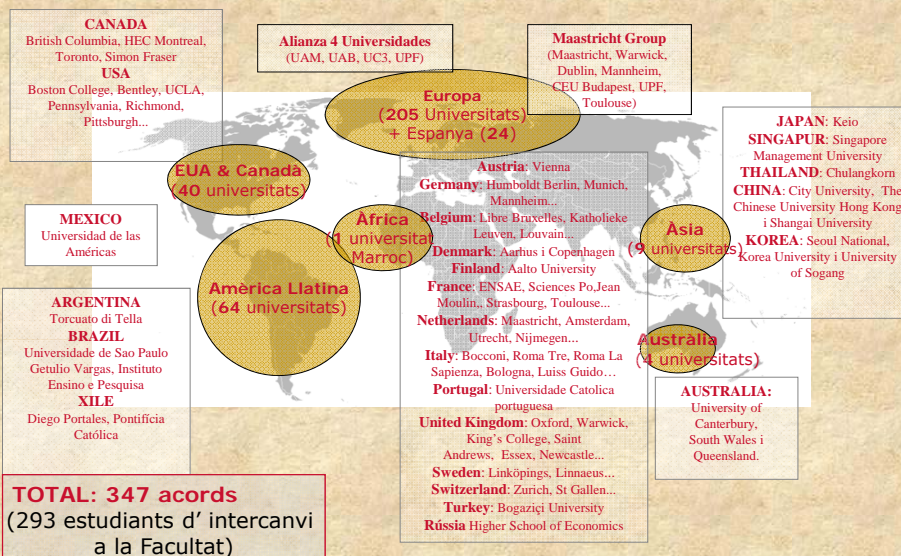 CANADA
British Columbia, HEC Montreal,
Toronto, Simon Fraser
USA
Boston College, Bentley, UCLA,
Pennsylvania, Richmond,
Pittsburgh...
Alianza 4 Universidades
(UAM, UAB, UC3, UPF)
Maastricht Group
(Maastricht, Warwick,
Dublin, Mannheim,
CEU Budapest, UPF,
Toulouse)
Europa
(205 Universitats)
+ Espanya (24)
EUA & Canadà
(40 universitats)
MEXICO
Universidad de las
Américas
Àfrica
(1 universitat
Marroc)
Amèrica Llatina
(64 universitats)
ARGENTINA
Torcuato di Tella
BRAZIL
Universidade de Sao Paulo
Getulio Vargas, Instituto
Ensino e Pesquisa
XILE
Diego Portales, Pontifícia
Católica
Austria: Vienna
Germany: Humboldt Berlin, Munich,
Mannheim...
Belgium: Libre Bruxelles, Katholieke
Leuven, Louvain...
Denmark: Aarhus i Copenhagen
Finland: Aalto University
France: ENSAE, Sciences Po,Jean
Moulin,. Strasbourg, Toulouse...
Netherlands: Maastricht, Amsterdam,
Utrecht, Nijmegen...
Italy: Bocconi, Roma Tre, Roma La
Sapienza, Bologna, Luiss Guido…
Portugal: Universidade Catolica
portuguesa
United Kingdom: Oxford, Warwick,
King's College, Saint
Andrews, Essex, Newcastle...
Sweden: Linköpings, Linnaeus...
Switzerland: Zurich, St Gallen...
Turkey: Bogaziçi University
Rússia Higher School of Economics
JAPAN: Keio
SINGAPUR: Singapore
Management University
THAILAND: Chulangkorn
CHINA: City University, The
Chinese University Hong Kong
i Shangai University
KOREA: Seoul National,
Korea University i University
of Sogang
Àsia
(9 universitats)
Austràlia
(4 universitats)
AUSTRALIA:
University of
Canterbury,
South Wales i
Queensland.
TOTAL: 347 acords
(293 estudiants d' intercanvi
a la Facultat)